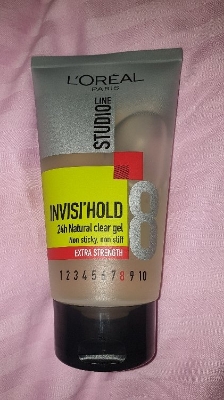 L'ORÉAL
PARIS
STUDIO LINE
INVISI'HOLD
24h Natural clear gel
Non sticky, non stiff
EXTRA STRENGTH
8
1 2 3 4 5 6 7 8 9 10